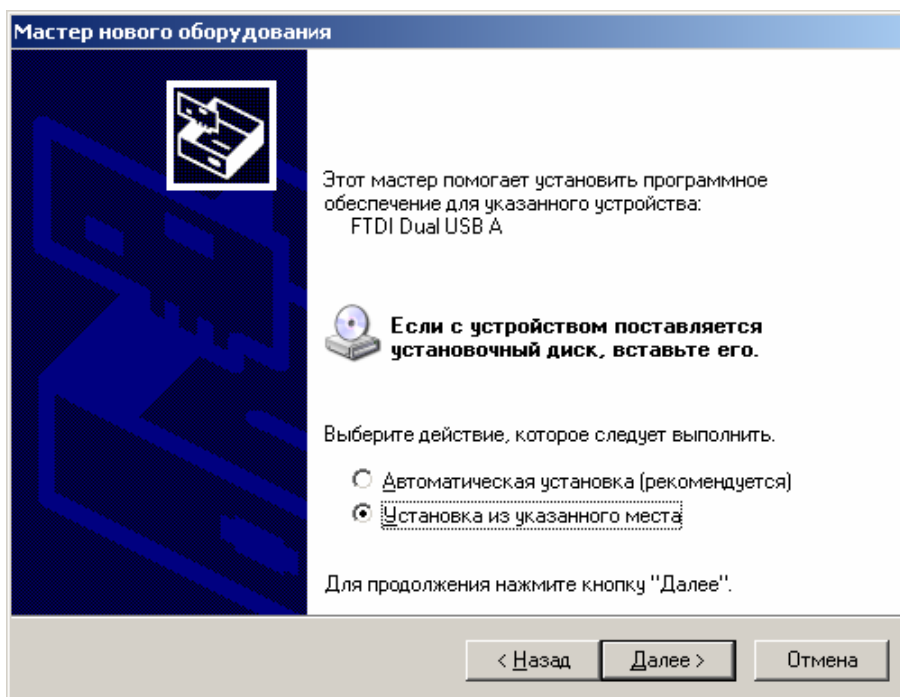 Мастер нового оборудования
Этот мастер помогает установить программное
обеспечение для указанного устройства:
FTDI Dual USB A
Если с устройством поставляется
установочный диск, вставьте его.
Выберите действие, которое следует выполнить.
Автоматическая установка (рекомендуется)
Установка из указанного места
Для продолжения нажмите кнопку "Далее".
< Назад Далее > Отмена